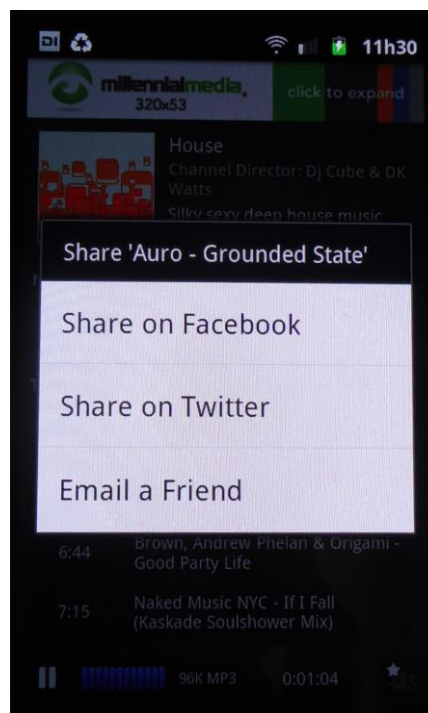 DI
11h30
millennialmedia.
320x53
click to expand
House
Channel Director: Dj Cube & DK
Watts
Silky sexy deep house music
Share 'Auro - Grounded State'
Share on Facebook
Share on Twitter
Email a Friend
6:44
Brown, Andrew Phelan & Origami -
Good Party Life
7:15
Naked Music NYC - If I Fall
(Kaskade Soulshower Mix)
96K MP3
0:01:04